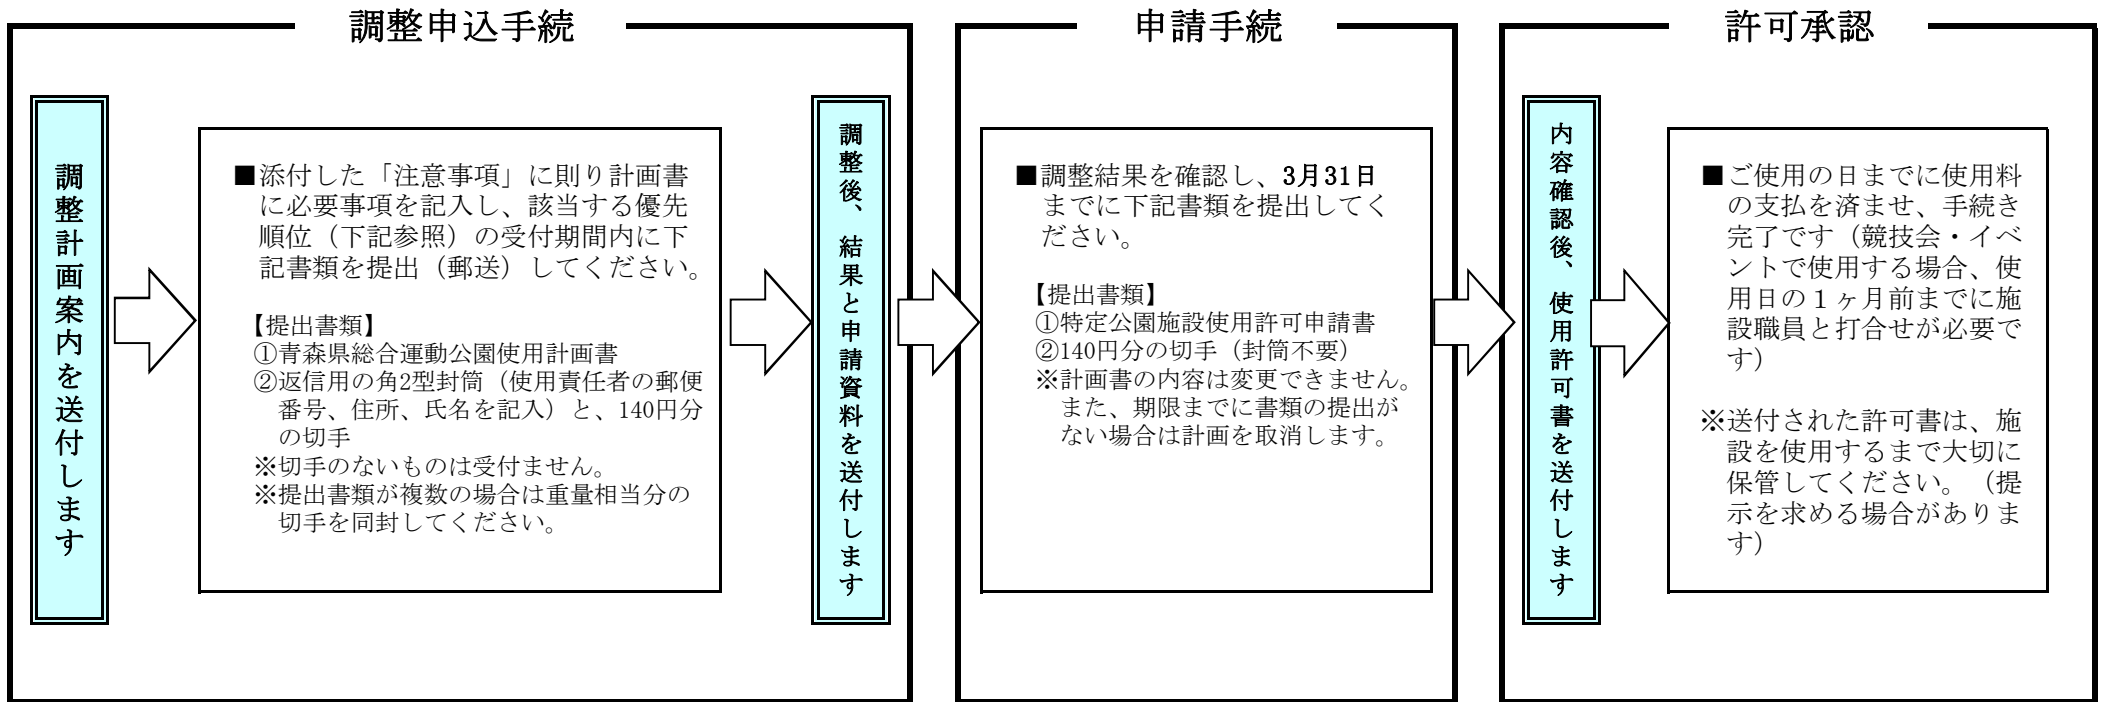 調整申込手続
調整計画案内を送付します
■添付した「注意事項」に則り計画書
に必要事項を記入し、該当する優先
順位（下記参照）の受付期間内に下
記書類を提出（郵送）してください。
【提出書類】
①青森県総合運動公園使用計画書
②返信用の角2型封筒（使用責任者の郵便
番号、住所、氏名を記入）と、140円分
の切手
※切手のないものは受付ません。
※提出書類が複数の場合は重量相当分の
切手を同封してください。
調整後、結果と申請資料を送付します
申請手続
■調整結果を確認し、3月31日
までに下記書類を提出してく
ださい。
【提出書類】
①特定公園施設使用許可申請書
②140円分の切手（封筒不要）
※計画書の内容は変更できません。
また、期限までに書類の提出が
ない場合は計画を取消します。
許可承認
内容確認後、使用許可書を送付します
■ご使用の日までに使用料
の支払を済ませ、手続き
完了です（競技会・イベ
ントで使用する場合、使
用日の１ヶ月前までに施
設職員と打合せが必要で
す）
※送付された許可書は、施
設を使用するまで大切に
保管してください。（提
示を求める場合がありま
す）